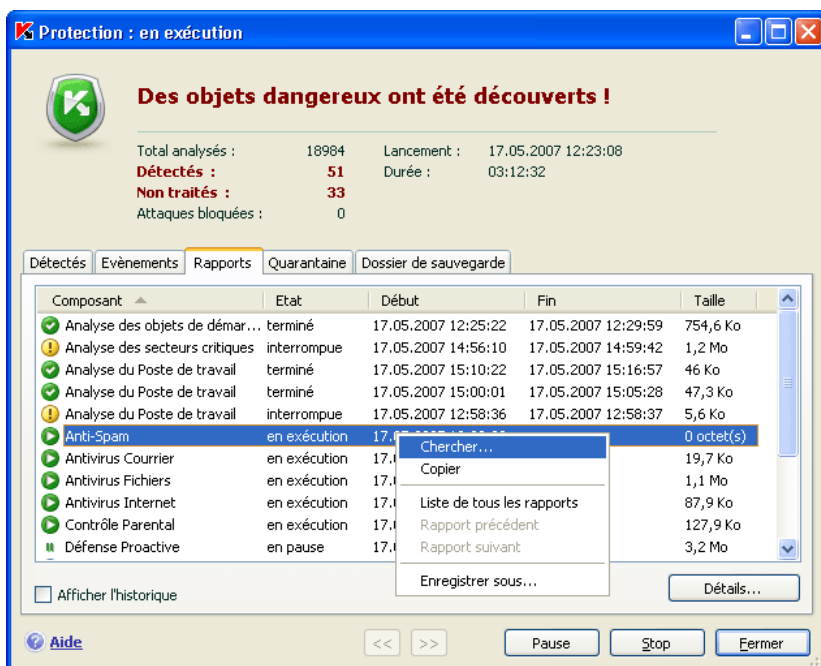 Protection : en exécution
Des objets dangereux ont été découverts !
Total analysés : 18984 Lancement : 17.05.2007 12:23:08
Détectés : 51 Durée : 03:12:32
Non traités : 33
Attaques bloquées : 0
Détectés Evènements Rapports Quarantaine Dossier de sauvegarde
Composant Etat Début Fin Taille
Analyse des objets de démar... terminé 17.05.2007 12:25:22 17.05.2007 12:29:59 754,6 Ko
Analyse des secteurs critiques interrompue 17.05.2007 14:56:10 17.05.2007 14:59:42 1,2 Mo
Analyse du Poste de travail terminé 17.05.2007 15:10:22 17.05.2007 15:16:57 46 Ko
Analyse du Poste de travail terminé 17.05.2007 15:00:01 17.05.2007 15:05:28 47,3 Ko
Analyse du Poste de travail interrompue 17.05.2007 12:58:36 17.05.2007 12:58:37 5,6 Ko
Anti-Spam en exécution 0 octet(s)
Chercher...
Antivirus Courrier en exécution 17. 19,7 Ko
Copier
Antivirus Fichiers en exécution 17. 1,1 Mo
Antivirus Internet en exécution 17. Liste de tous les rapports 87,9 Ko
Contrôle Parental en exécution 17. Rapport précédent 127,9 Ko
Défense Proactive en pause 17. Rapport suivant 3,2 Mo
Enregistrer sous...
Afficher l'historique Détails...
Aide << >> Pause Stop Fermer